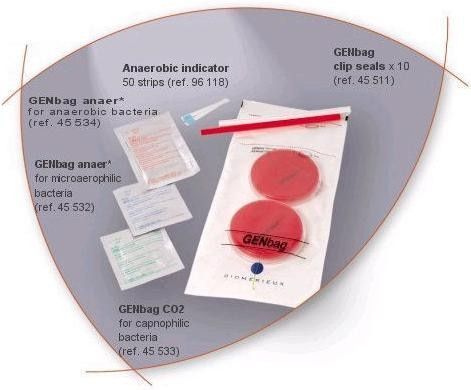 Anaerobic indicator
50 strips (ref. 96 118)
GENbag
clip seals x 10
(ref. 45 511)
GENbag anaer*
for anaerobic bacteria
(ref. 45 534)
GENbag anaer*
for microaerophilic
bacteria
(ref. 45 532)
GENbag CO2
for capnophilic
bacteria
(ref. 45 533)
GENbag
BIOMÉRIEUX